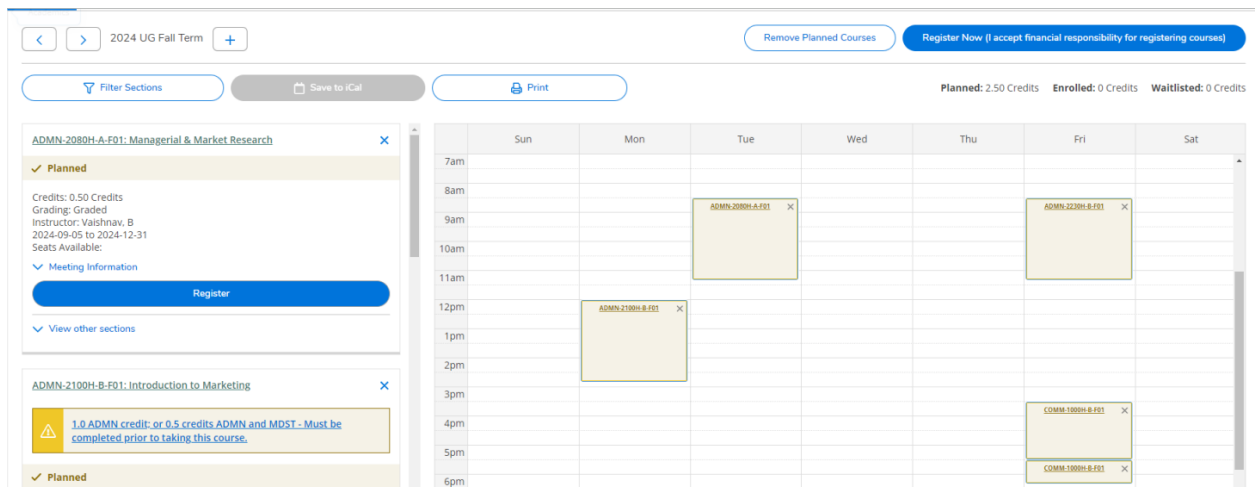 2024 UG Fall Term
Remove Planned Courses
Register Now (I accept financial responsibility for registering courses)
Filter Sections
Save to iCal
Print
Planned: 2.50 Credits Enrolled: 0 Credits Waitlisted: 0 Credits
ADMN-2080H-A-F01: Managerial & Market Research
Planned
Credits: 0.50 Credits
Grading: Graded
Instructor: Vaishnav, B
2024-09-05 to 2024-12-31
Seats Available:
Meeting Information
Register
View other sections
ADMN-2100H-B-F01: Introduction to Marketing
1.0 ADMN credit; or 0.5 credits ADMN and MDST - Must be
completed prior to taking this course.
Planned
Sun Mon Tue Wed Thu Fri Sat
7am
8am
ADMN-2080H-A-F01 ADMN-2230H-B-F01
9am
10am
11am
12pm
ADMN-2100H-B-F01
1pm
2pm
3pm
COMM-1000H-B-F01
4pm
5pm
COMM-1000H-B-F01
6pm